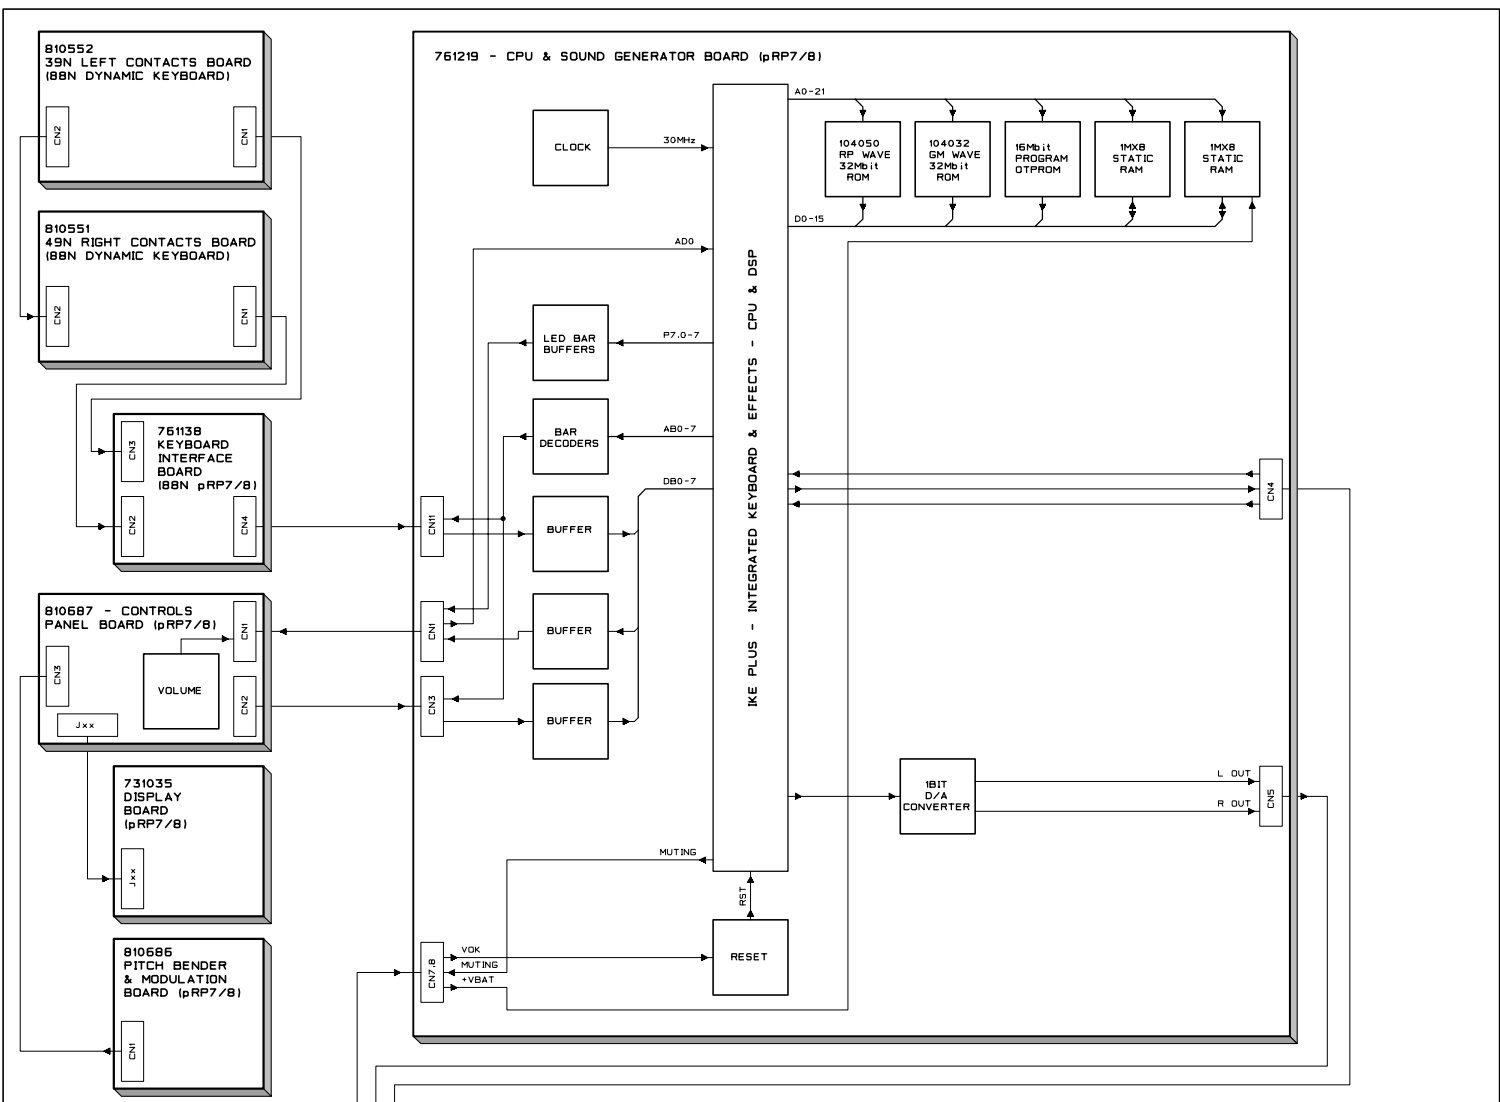 810552
39N LEFT CONTACTS BOARD
(88N DYNAMIC KEYBOARD)
CN2
CN1
810551
49N RIGHT CONTACTS BOARD
(88N DYNAMIC KEYBOARD)
CN2
CN1
761138
KEYBOARD
INTERFACE
BOARD
(88N pRP7/8)
CN3
CN2
CN4
810687 - CONTROLS
PANEL BOARD (pRP7/8)
CN1
CN3
VOLUME
CN2
Jxx
731035
DISPLAY
BOARD
(pRP7/8)
Jxx
810686
PITCH BENDER
& MODULATION
BOARD (pRP7/8)
CN1
761219 - CPU & SOUND GENERATOR BOARD (pRP7/8)
CLOCK
30MHz
AD0
LED BAR
BUFFERS
P7.0-7
BAR
DECODERS
AB0-7
DB0-7
CN11
BUFFER
CN1
BUFFER
CN3
BUFFER
IKE PLUS - INTEGRATED KEYBOARD & EFFECTS - CPU & DSP
A0-21
104050
RP WAVE
32Mbit
ROM
104032
GM WAVE
32Mbit
ROM
16Mbit
PROGRAM
OTPROM
1MX8
STATIC
RAM
1MX8
STATIC
RAM
D0-15
CN4
1BIT
D/A
CONVERTER
L OUT
R OUT
CN5
MUTING
RST
RESET
CN7.8
VOK
MUTING
+VBAT